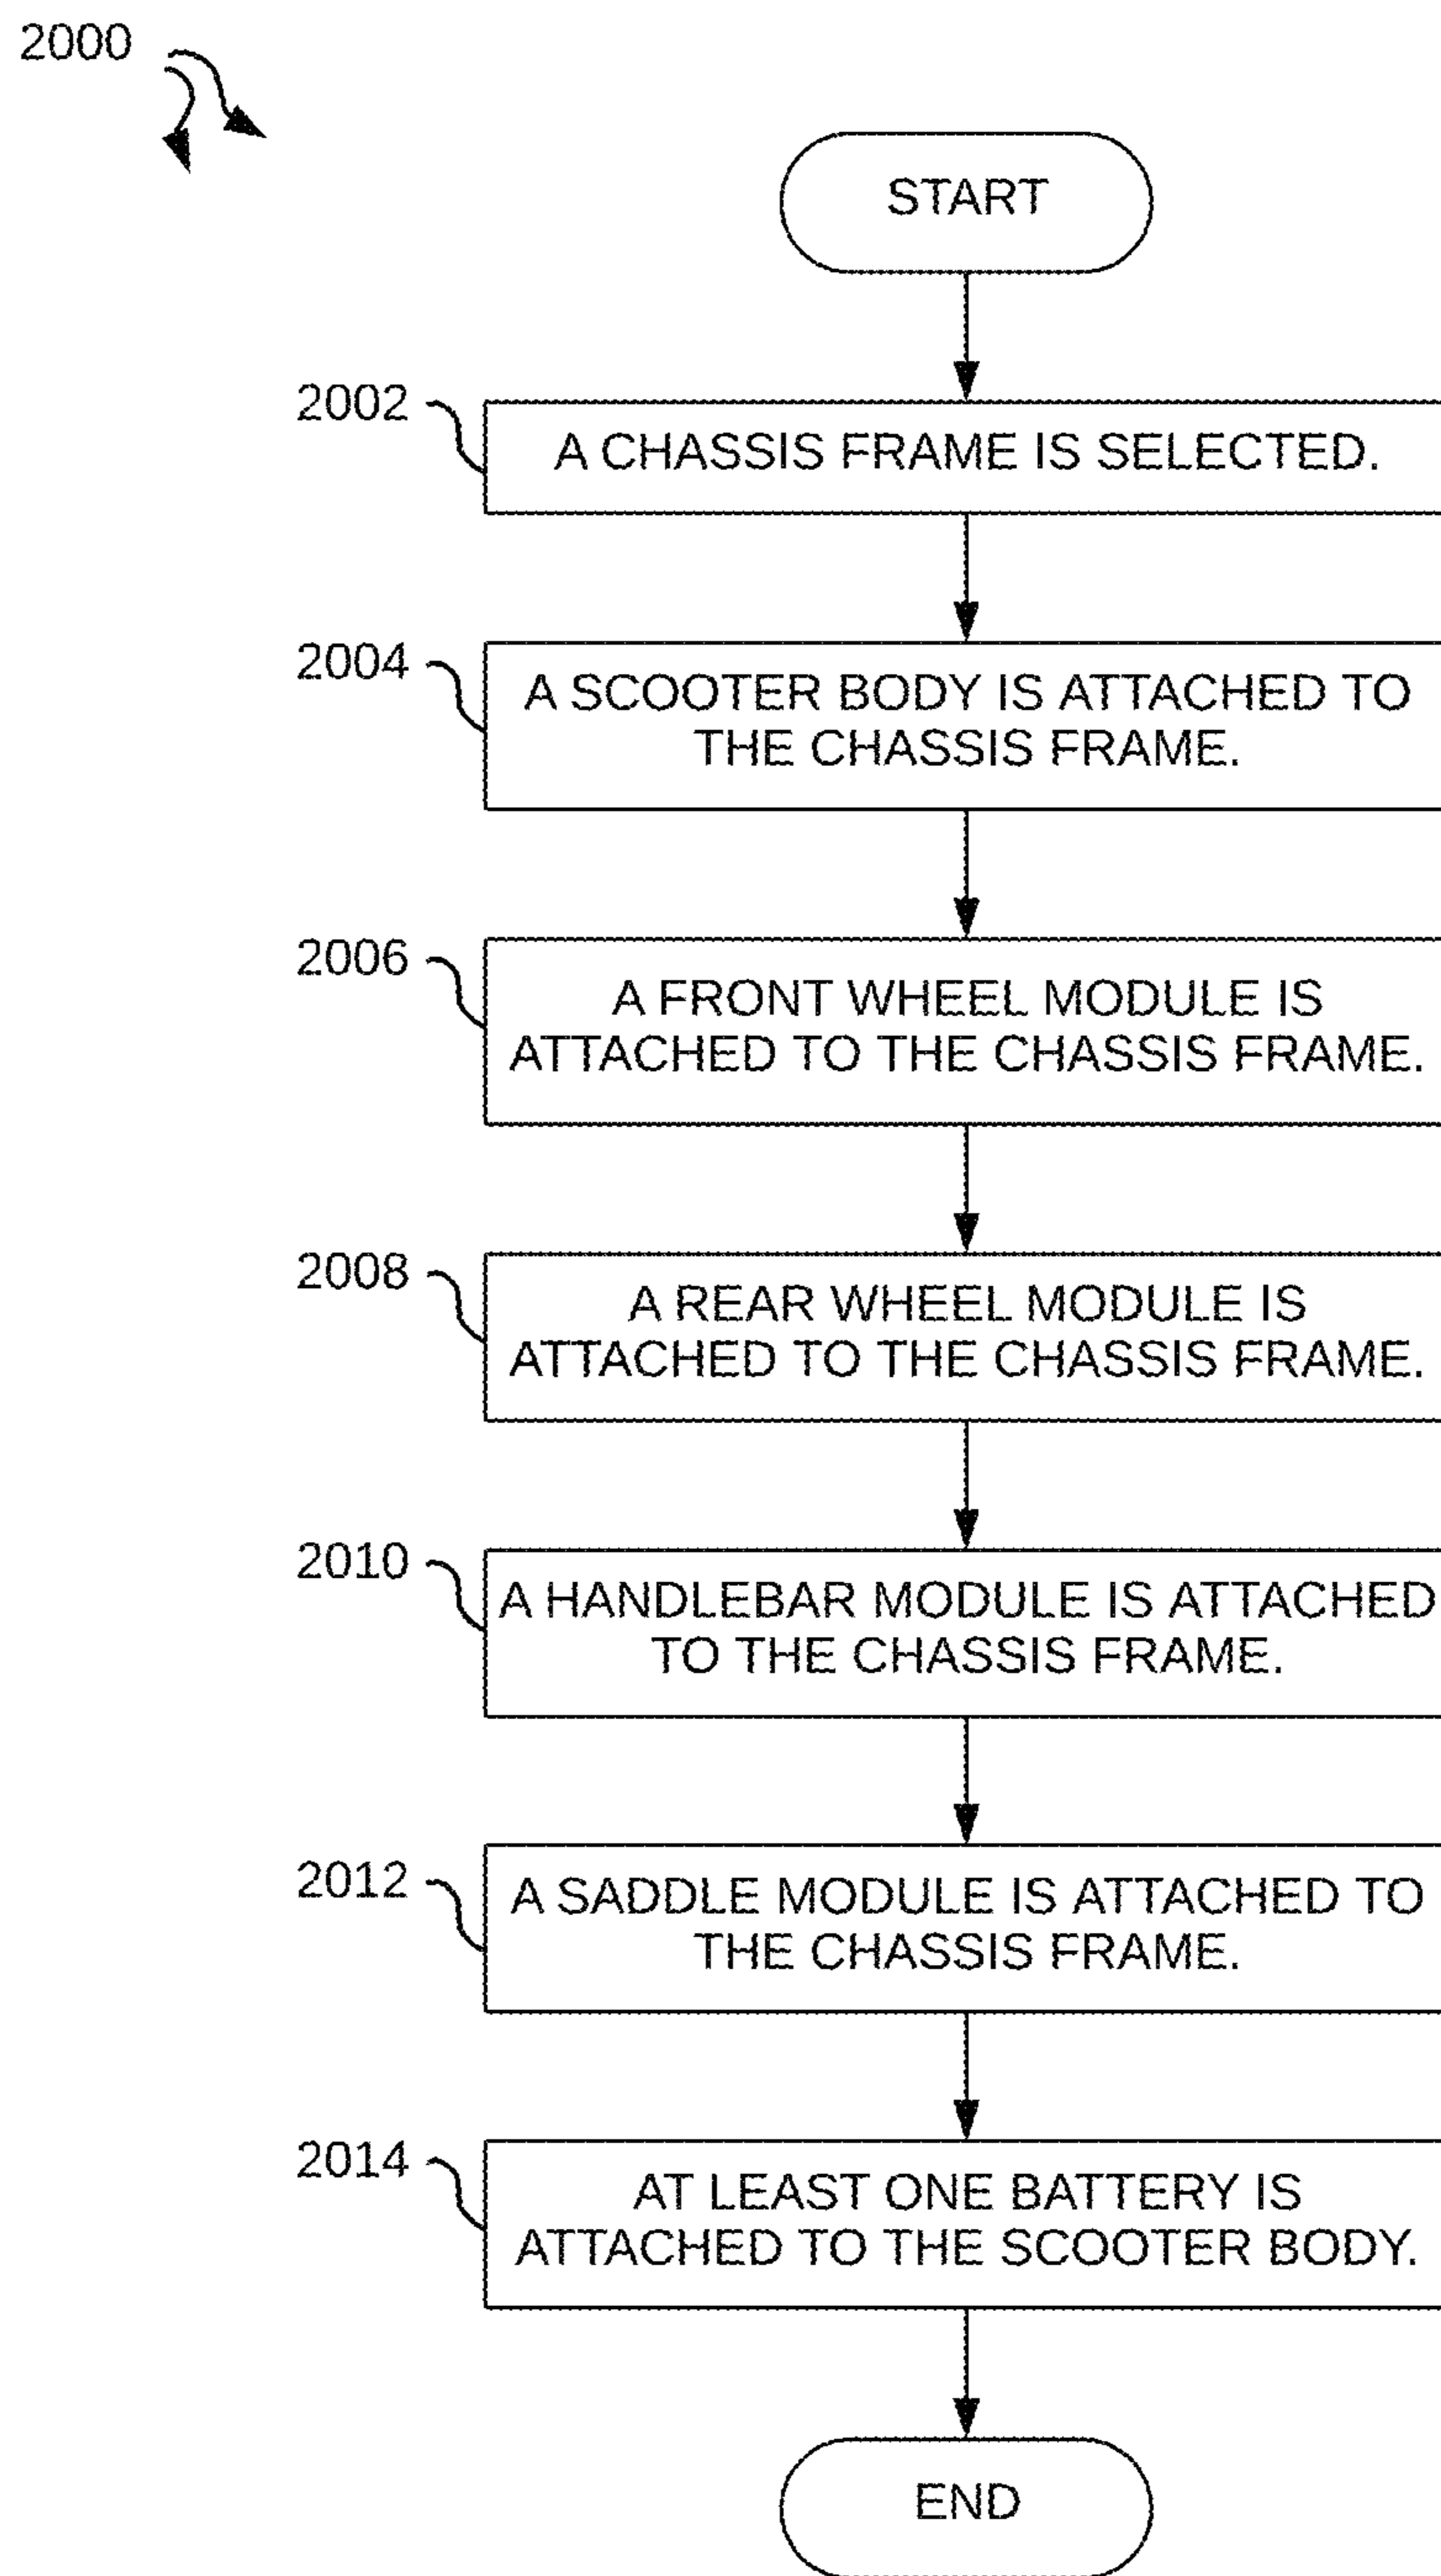 2000
START
2002
A CHASSIS FRAME IS SELECTED.
2004
A SCOOTER BODY IS ATTACHED TO
THE CHASSIS FRAME.
2006
A FRONT WHEEL MODULE IS
ATTACHED TO THE CHASSIS FRAME.
2008
A REAR WHEEL MODULE IS
ATTACHED TO THE CHASSIS FRAME.
2010
A HANDLEBAR MODULE IS ATTACHED
TO THE CHASSIS FRAME.
2012
A SADDLE MODULE IS ATTACHED TO
THE CHASSIS FRAME.
2014
AT LEAST ONE BATTERY IS
ATTACHED TO THE SCOOTER BODY.
END